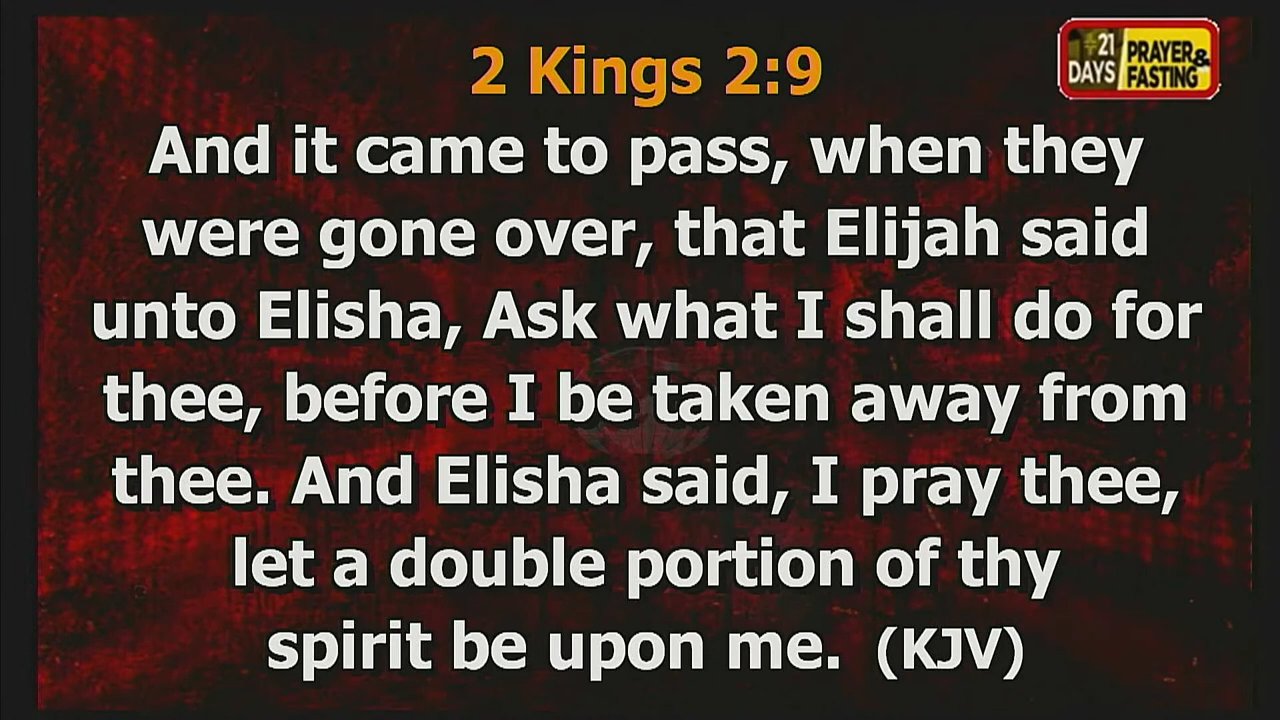 2 Kings 2:9
21
DAYS
PRAYER&
FASTING
And it came to pass, when they
were gone over, that Elijah said
unto Elisha, Ask what I shall do for
thee, before I be taken away from
thee. And Elisha said, I pray thee,
let a double portion of thy
spirit be upon me. (KJV)